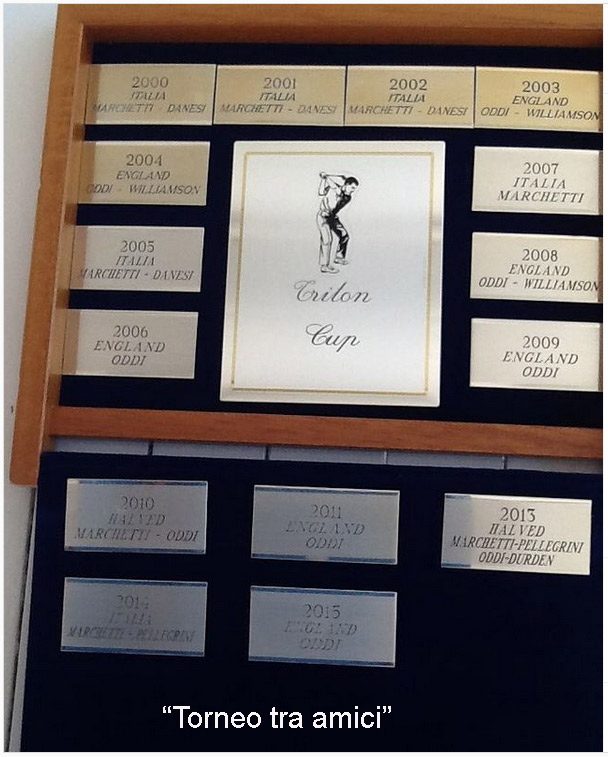 2000
ITALIA
MARCHETTI - DANESI
2001
ITALIA
MARCHETTI - DANESI
2002
ITALIA
MARCHETTI - DANESI
2003
ENGLAND
ODDI - WILLIAMSON
2004
ENGLAND
ODDI - WILLIAMSON
2005
ITALIA
MARCHETTI - DANESI
2006
ENGLAND
ODDI
Triton
Cup
2007
ITALIA
MARCHETTI
2008
ENGLAND
ODDI - WILLIAMSON
2009
ENGLAND
ODDI
2010
HALVED
MARCHETTI - ODDI
2011
ENGLAND
ODDI
2013
HALVED
MARCHETTI-PELLEGRINI
ODDI-DURDEN
2014
ITALIA
MARCHETTI - PELLEGRINI
2015
ENGLAND
ODDI
“Torneo tra amici”